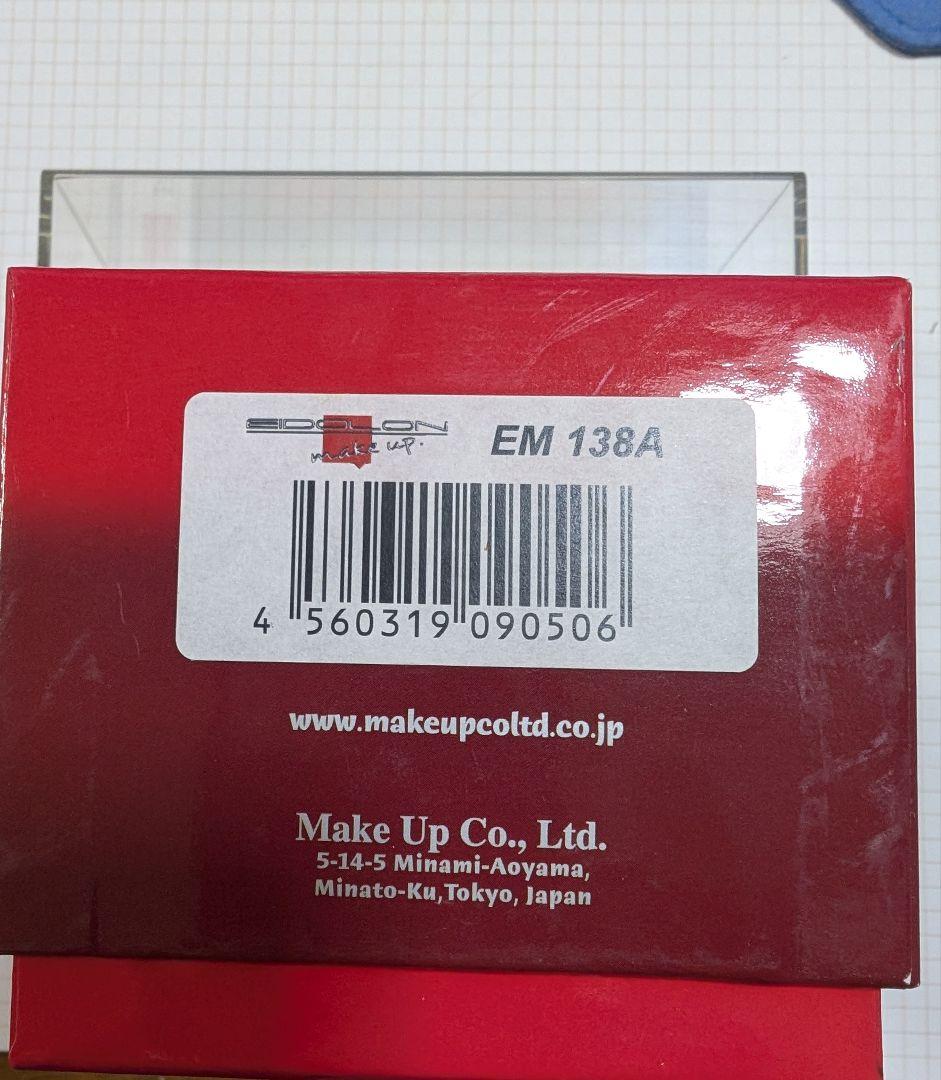 EIDOLON
make up.
EM 138A
4 560319 090506
www.makeupcoltd.co.jp
Make Up Co., Ltd.
5-14-5 Minami-Aoyama,
Minato-Ku,Tokyo, Japan